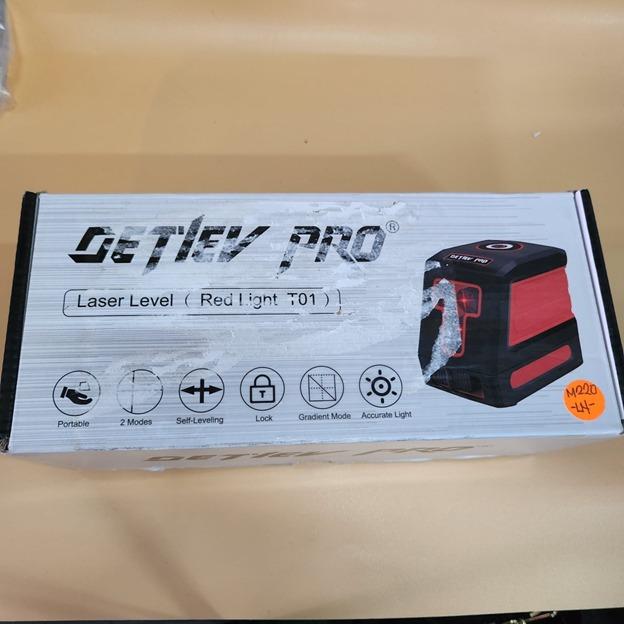 DETLEV PRO®
Laser Level ( Red Light T01 )
DETLEV PRO
Portable
2 Modes
Self-Leveling
Lock
Gradient Mode
Accurate Light
M220
-LH-
DETLEV PRO